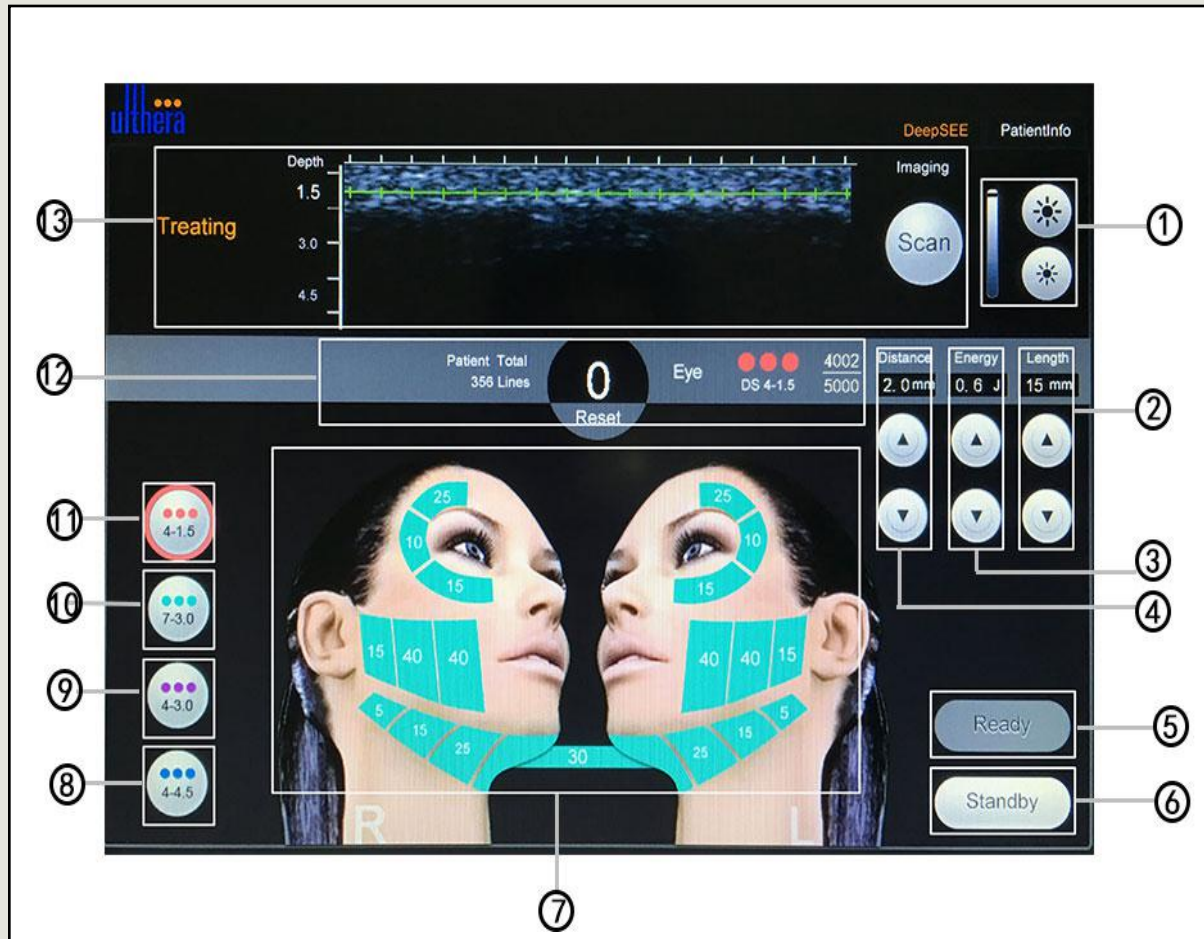 ulthera
DeepSEE PatientInfo
Depth
1.5
3.0
4.5
Treating
Imaging
Scan
Patient Total
356 Lines
0
Reset
Eye
DS 4-1.5
4002
5000
Distance Energy Length
2.0mm 0.6 J 15 mm
4-1.5
7-3.0
4-3.0
4-4.5
25
10
15
25
10
15
15 40 40
40 40 15
5
15
25
30
25
15
5
R L
Ready
Standby
①
②
③
④
⑤
⑥
⑦
⑧
⑨
⑩
⑪
⑫
⑬